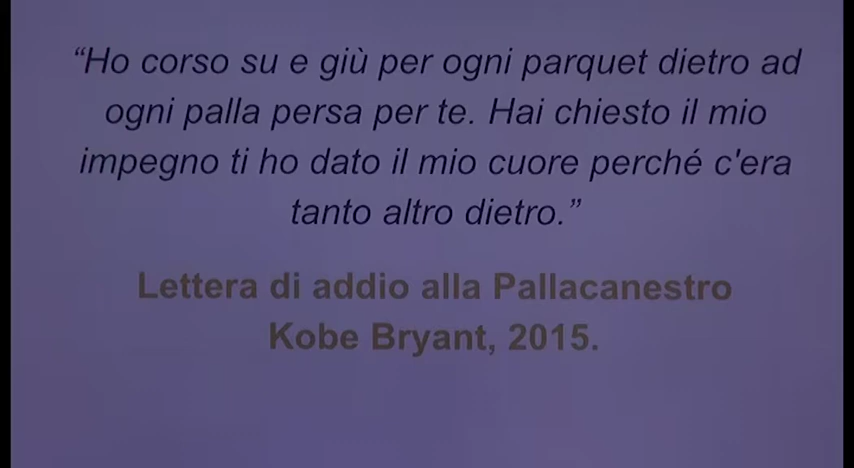 “Ho corso su e giù per ogni parquet dietro ad
ogni palla persa per te. Hai chiesto il mio
impegno ti ho dato il mio cuore perché c'era
tanto altro dietro.”
Lettera di addio alla Pallacanestro
Kobe Bryant, 2015.